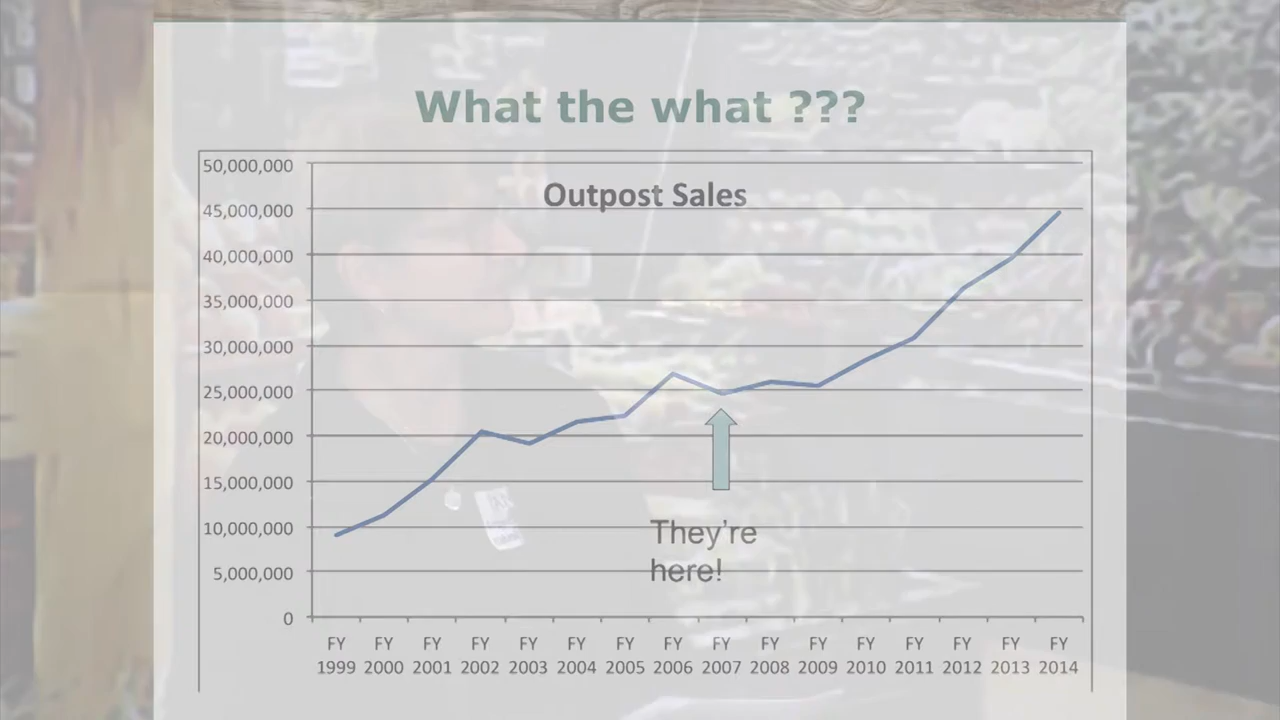 What the what ???
Outpost Sales
50,000,000
45,000,000
40,000,000
35,000,000
30,000,000
25,000,000
20,000,000
15,000,000
10,000,000
5,000,000
0
They're
here!
FY FY FY FY FY FY FY FY FY FY FY FY FY FY FY FY
1999 2000 2001 2002 2003 2004 2005 2006 2007 2008 2009 2010 2011 2012 2013 2014